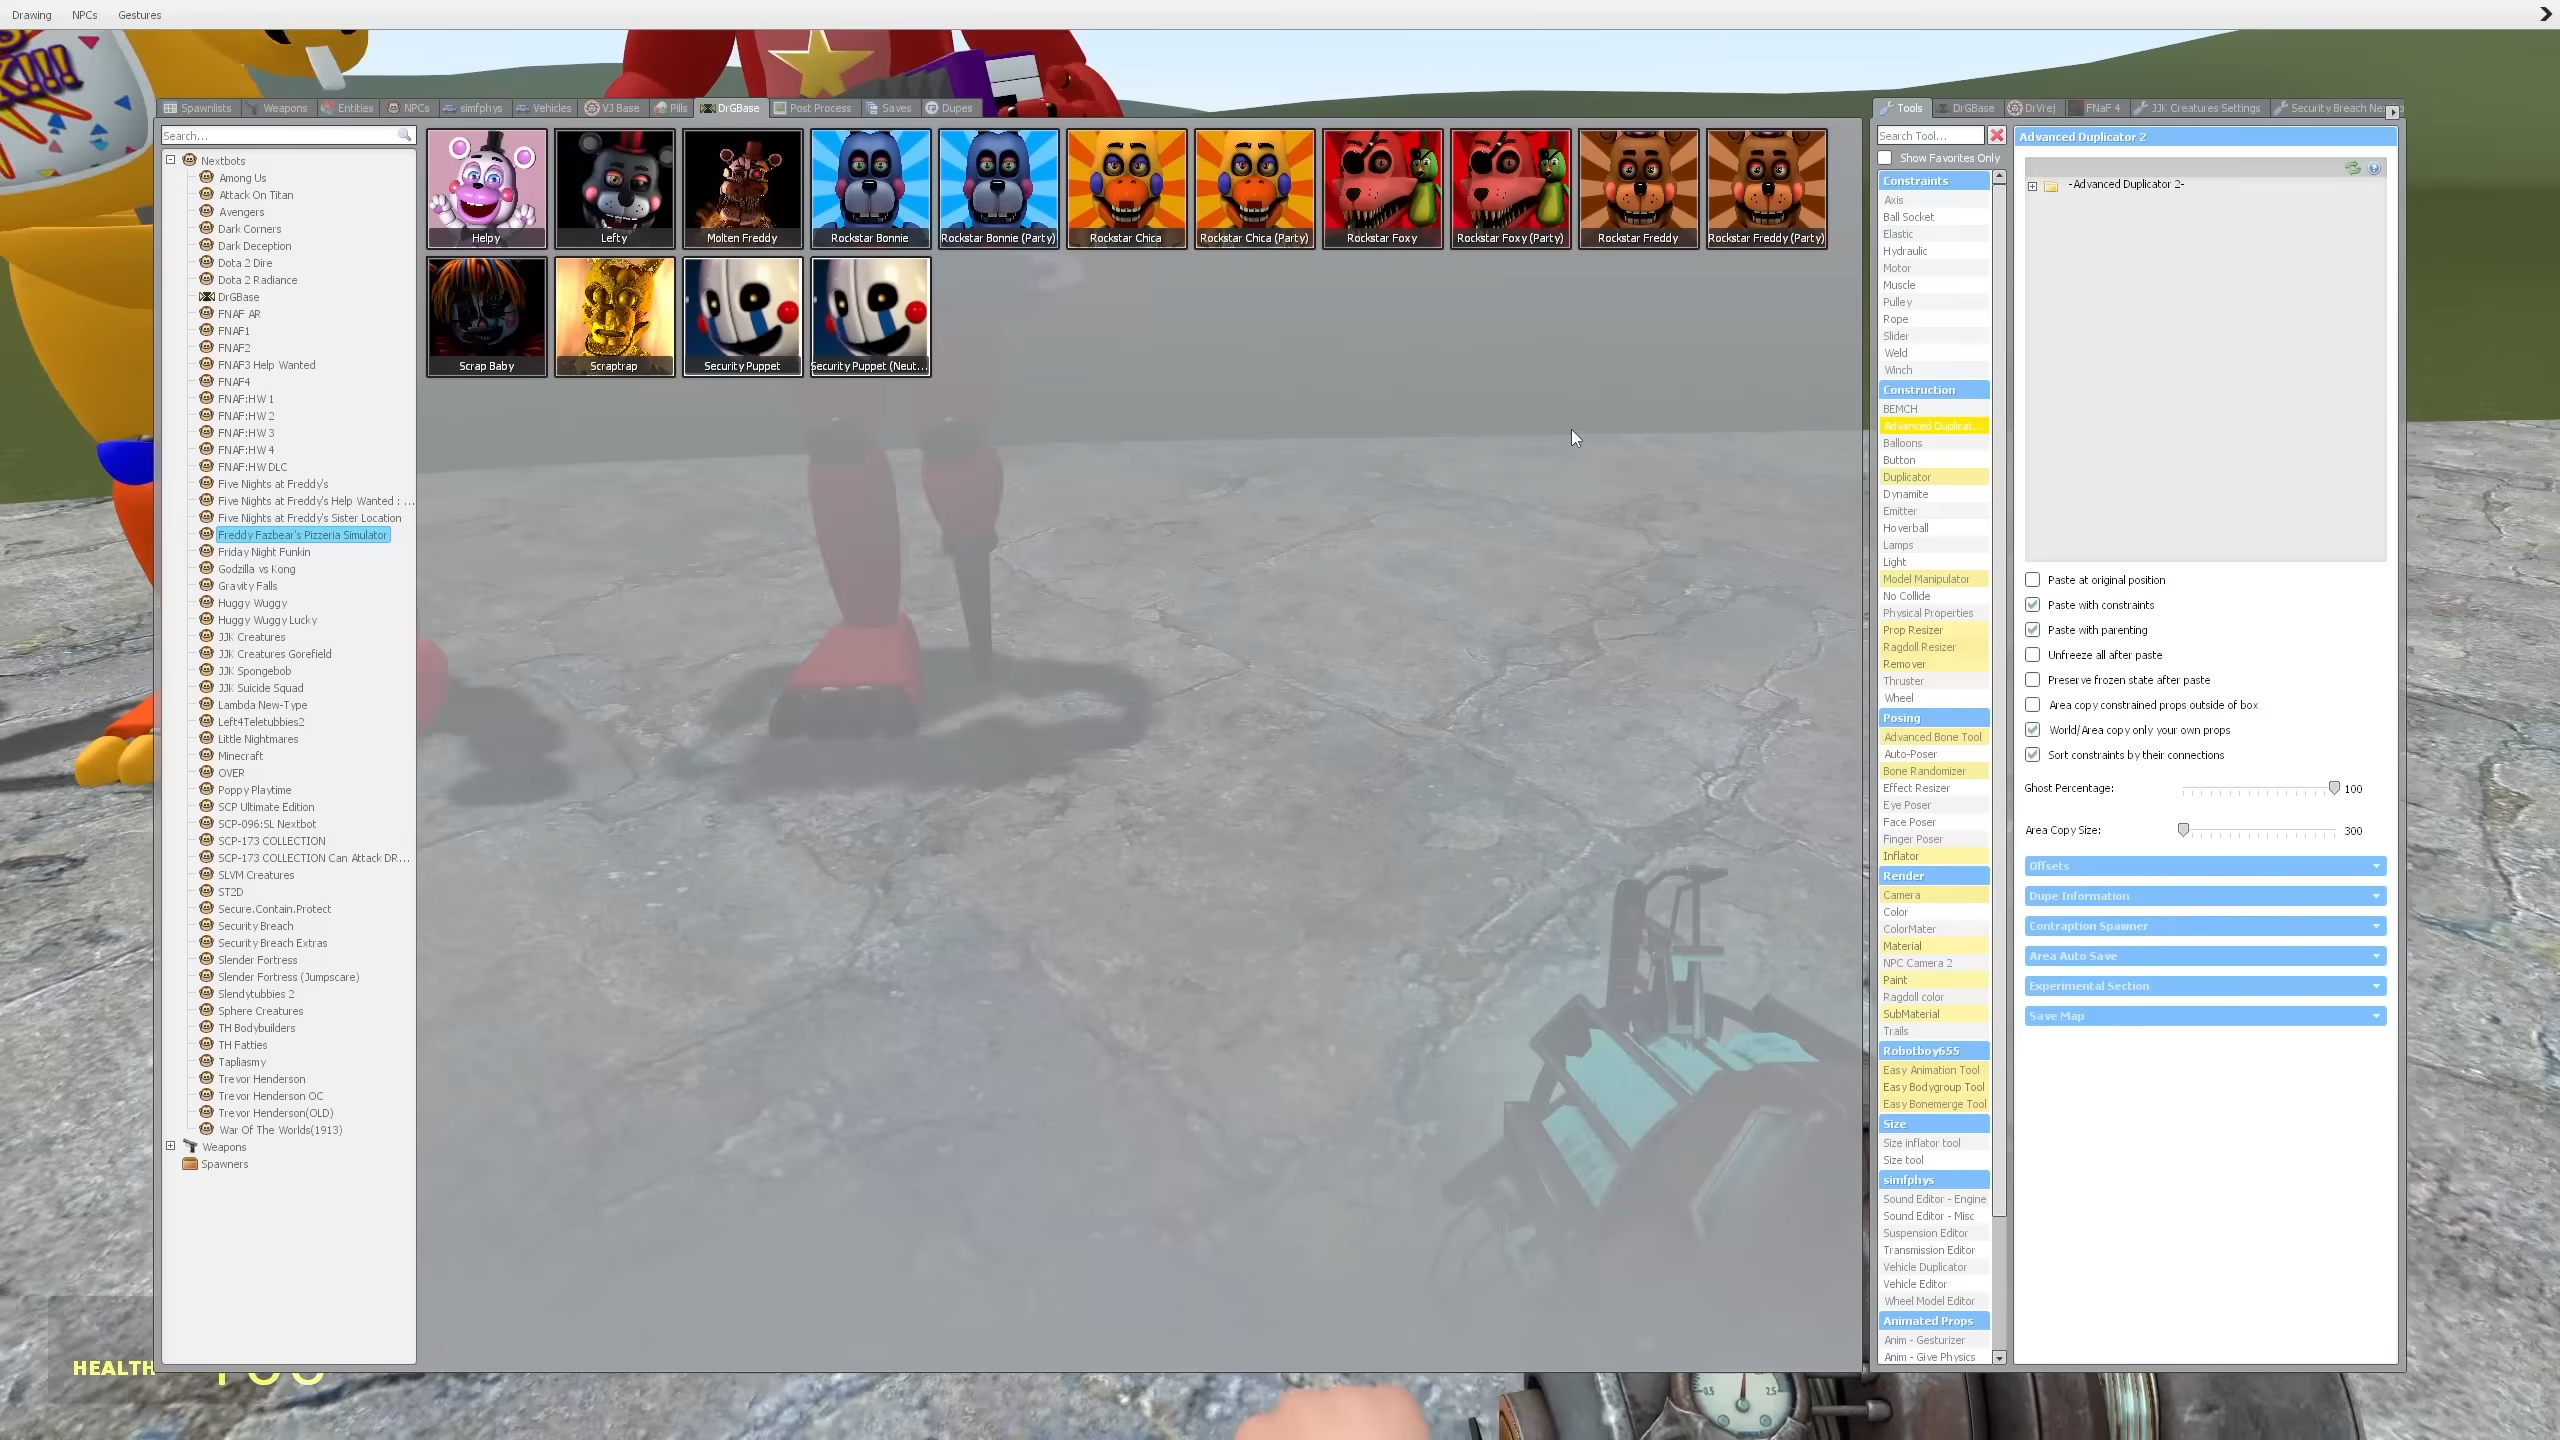 Drawing NPCs Gestures
K!!!
Spawnlists Weapons Entities NPCs simfphys Vehicles VJ Base Pills DrGBase Post Process Saves Dupes
Search...
Nextbots
Among Us
Attack On Titan
Avengers
Dark Corners
Dark Deception
Dota 2 Dire
Dota 2 Radiance
DrGBase
FNAF AR
FNAF1
FNAF2
FNAF3 Help Wanted
FNAF4
FNAF:HW 1
FNAF:HW 2
FNAF:HW 3
FNAF:HW 4
FNAF:HW DLC
Five Nights at Freddy's
Five Nights at Freddy's Help Wanted : ...
Five Nights at Freddy's Sister Location
Freddy Fazbear's Pizzeria Simulator
Friday Night Funkin
Godzilla vs Kong
Gravity Falls
Huggy Wuggy
Huggy Wuggy Lucky
JJK Creatures
JJK Creatures Gorefield
JJK Spongebob
JJK Suicide Squad
Lambda New-Type
Left4Teletubbies2
Little Nightmares
Minecraft
OVER
Poppy Playtime
SCP Ultimate Edition
SCP-096:SL Nextbot
SCP-173 COLLECTION
SCP-173 COLLECTION Can Attack DR...
SLVM Creatures
ST2D
Secure.Contain.Protect
Security Breach
Security Breach Extras
Slender Fortress
Slender Fortress (Jumpscare)
Slendytubbies 2
Sphere Creatures
TH Bodybuilders
TH Fatties
Tapliasmy
Trevor Henderson
Trevor Henderson OC
Trevor Henderson(OLD)
War Of The Worlds(1913)
Weapons
Spawners
Helpy Lefty Molten Freddy Rockstar Bonnie Rockstar Bonnie (Party) Rockstar Chica Rockstar Chica (Party) Rockstar Foxy Rockstar Foxy (Party) Rockstar Freddy Rockstar Freddy (Party)
Scrap Baby Scraptrap Security Puppet Security Puppet (Neut...
Tools DrGBase DrVrej FNaF 4 JJK Creatures Settings Security Breach Ne
Search Tool...
Show Favorites Only
Constraints
Axis
Ball Socket
Elastic
Hydraulic
Motor
Muscle
Pulley
Rope
Slider
Weld
Winch
Construction
BEMCH
Advanced Duplicat...
Balloons
Button
Duplicator
Dynamite
Emitter
Hoverball
Lamps
Light
Model Manipulator
No Collide
Physical Properties
Prop Resizer
Ragdoll Resizer
Remover
Thruster
Wheel
Posing
Advanced Bone Tool
Auto-Poser
Bone Randomizer
Effect Resizer
Eye Poser
Face Poser
Finger Poser
Inflator
Render
Camera
Color
ColorMater
Material
NPC Camera 2
Paint
Ragdoll color
SubMaterial
Trails
Robotboy655
Easy Animation Tool
Easy Bodygroup Tool
Easy Bonemerge Tool
Size
Size inflator tool
Size tool
simfphys
Sound Editor - Engine
Sound Editor - Misc
Suspension Editor
Transmission Editor
Vehicle Duplicator
Vehicle Editor
Wheel Model Editor
Animated Props
Anim - Gesturizer
Anim - Give Physics
Advanced Duplicator 2
-Advanced Duplicator 2-
Paste at original position
Paste with constraints
Paste with parenting
Unfreeze all after paste
Preserve frozen state after paste
Area copy constrained props outside of box
World/Area copy only your own props
Sort constraints by their connections
Ghost Percentage: 100
Area Copy Size: 300
Offsets
Dupe Information
Contraption Spawner
Area Auto Save
Experimental Section
Save Map
HEALTH
0,5 2,5